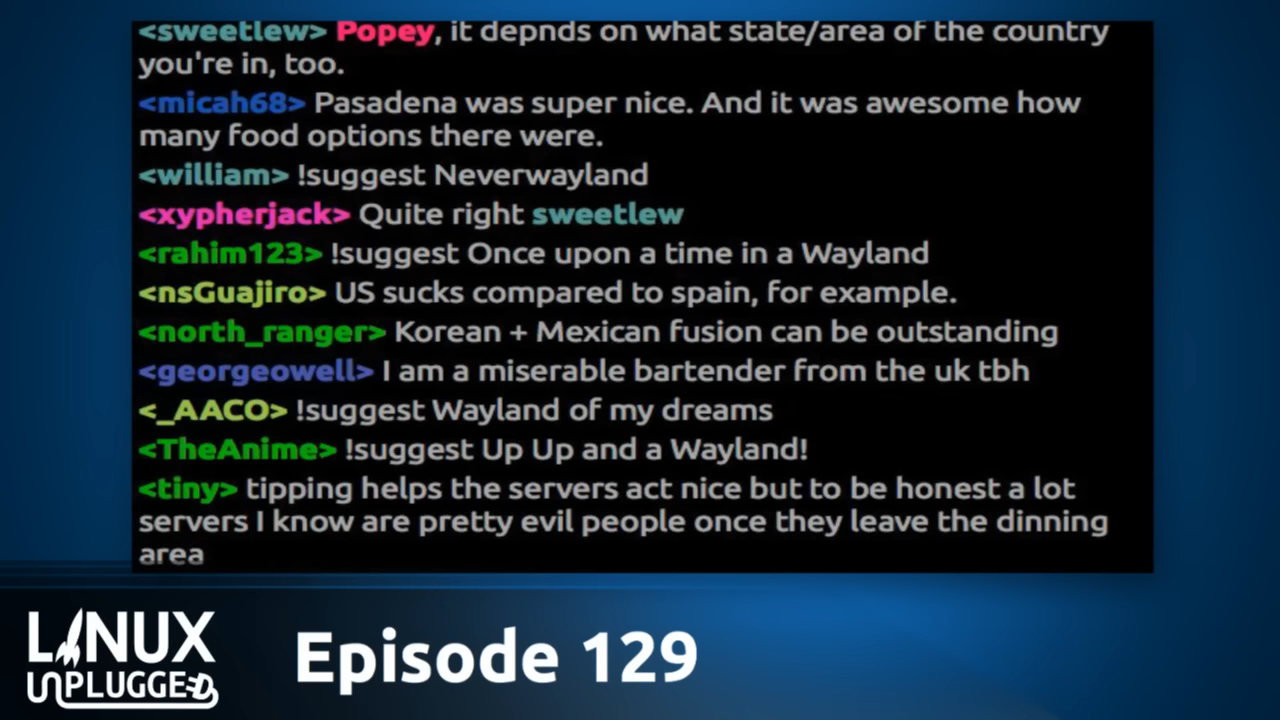 <sweetlew> Popey, it depnds on what state/area of the country
you're in, too.
<micah68> Pasadena was super nice. And it was awesome how
many food options there were.
<william> !suggest Neverwayland
<xypherjack> Quite right sweetlew
<rahim123> !suggest Once upon a time in a Wayland
<nsGuajiro> US sucks compared to spain, for example.
<north_ranger> Korean + Mexican fusion can be outstanding
<georgeowell> I am a miserable bartender from the uk tbh
<_AACO> !suggest Wayland of my dreams
<TheAnime> !suggest Up Up and a Wayland!
<tiny> tipping helps the servers act nice but to be honest a lot
servers I know are pretty evil people once they leave the dinning
area
LINUX
UNPLUGGED
Episode 129